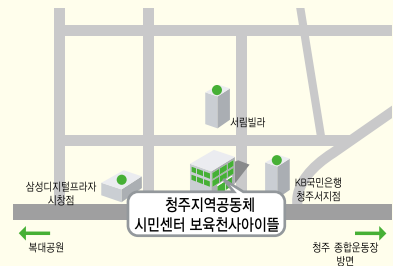 서림빌라
삼성디지털프라자
시창점
KB국민은행
청주서지점
청주지역공동체
시민센터 보육천사아이뜰
복대공원
청주 종합운동장
방면